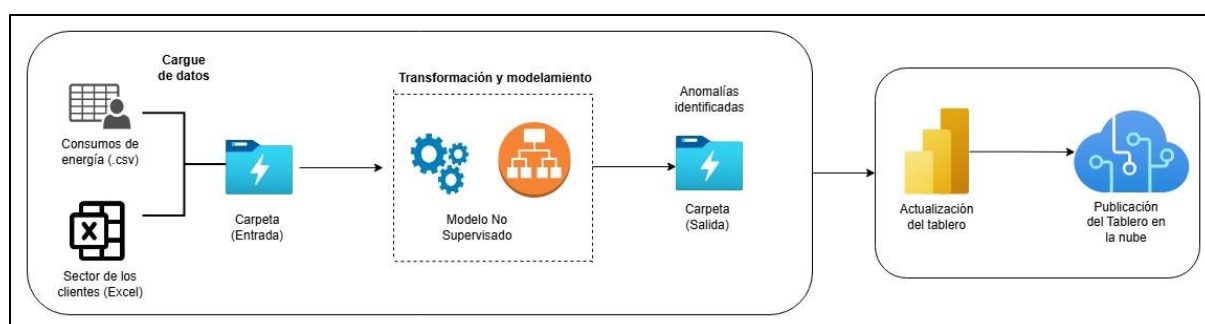 Cargue
de datos
Consumos de
energía (.csv)
Sector de los
clientes (Excel)
Carpeta
(Entrada)
Transformación y modelamiento
Modelo No
Supervisado
Anomalías
identificadas
Carpeta
(Salida)
Actualización
del tablero
Publicación
del Tablero en
la nube